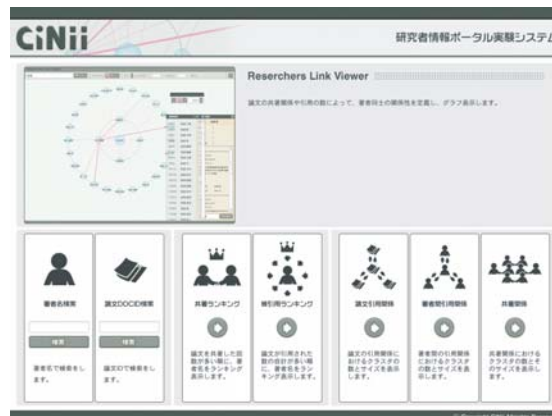 CiNii
研究者情報ポータル実験システム
Reserchers Link Viewer
論文の共著関係や引用の数によって、著者同士の関係性を定義し、グラフ表示します。
著者名検索
検索
著者名で検索をし
ます。
論文DOCID検索
検索
論文IDで検索をし
ます。
共著ランキング
論文を共著した回
数が多い順に、著
者名をランキング
表示します。
被引用ランキング
論文が引用された
数の合計が多い順
に、著者名をラン
キング表示します。
論文引用関係
論文の引用関係に
おけるクラスタの
数とサイズを表示
します。
著者間引用関係
著者間の引用関係
におけるクラスタ
の数とサイズを表
示します。
共著関係
共著関係における
クラスタの数とそ
のサイズを表示し
ます。